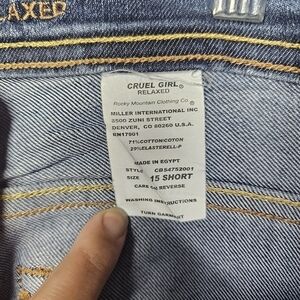 LAXED
CRUEL GIRL®
RELAXED
Rocky Mountain Clothing Co.®
MILLER INTERNATIONAL INC
8500 ZUNI STREET
DENVER, CO 80260 U.S.A.
RN17901
71%COTTON/COTON
29%ELASTERELL-P
MADE IN EGYPT
STYLE CB54752001
SIZE 15 SHORT
CARE ON REVERSE
WASHING INSTRUCTIONS
TURN GARMENT